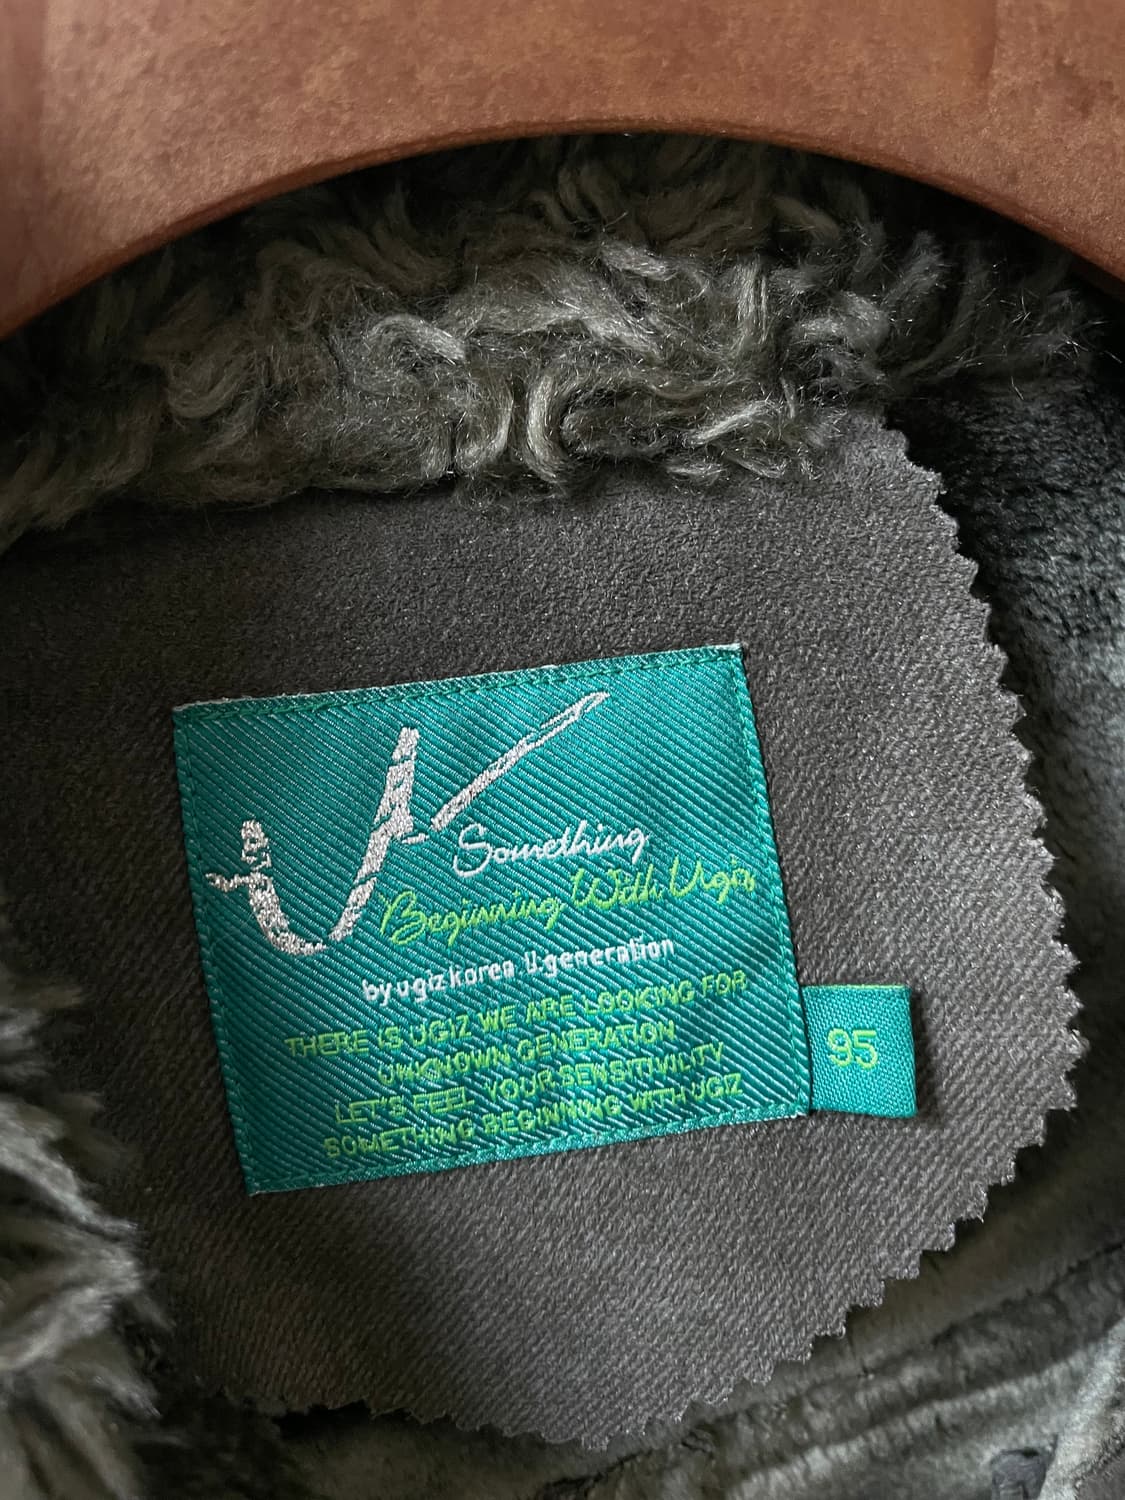 U
Something
Beginning With Ugiz
by ugiz korea U.generation
THERE IS UGIZ WE ARE LOOKING FOR
UNKNOWN GENERATION
LET'S FEEL YOUR SENSITIVILITY
SOMETHING BEGINNING WITH UGIZ
95